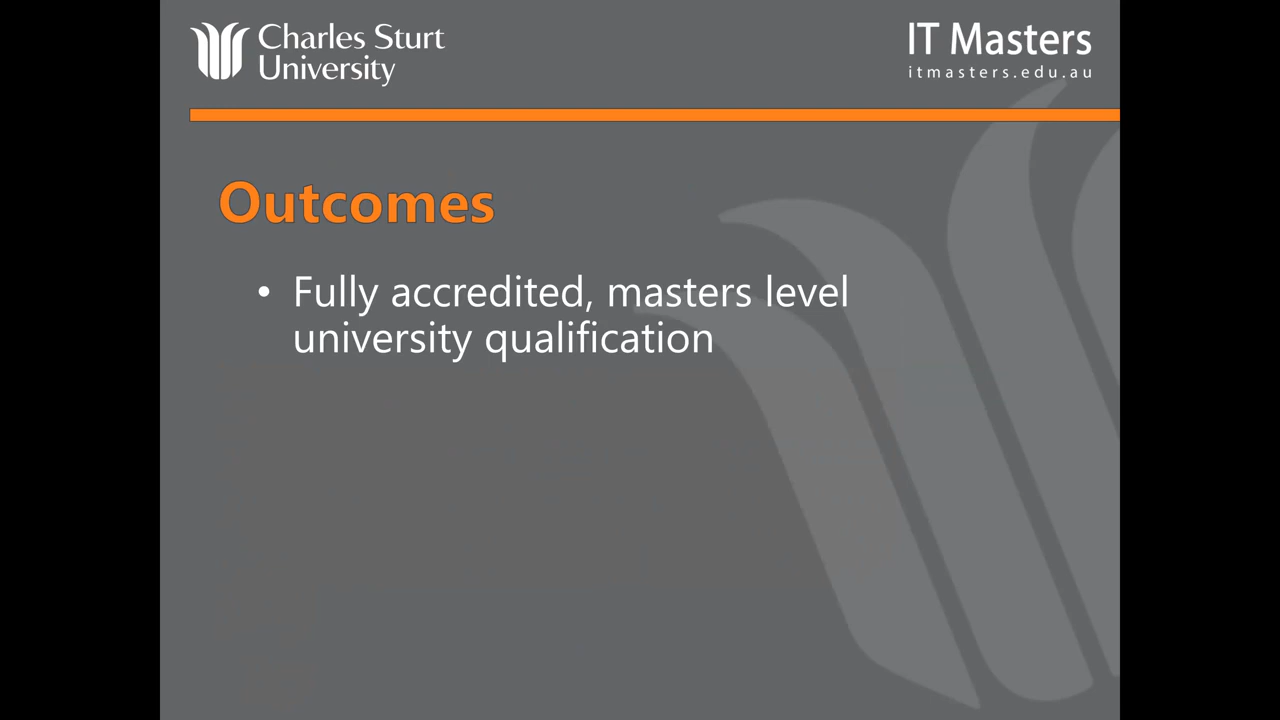 Charles Sturt
University
IT Masters
itmasters.edu.au
Outcomes
• Fully accredited, masters level
university qualification